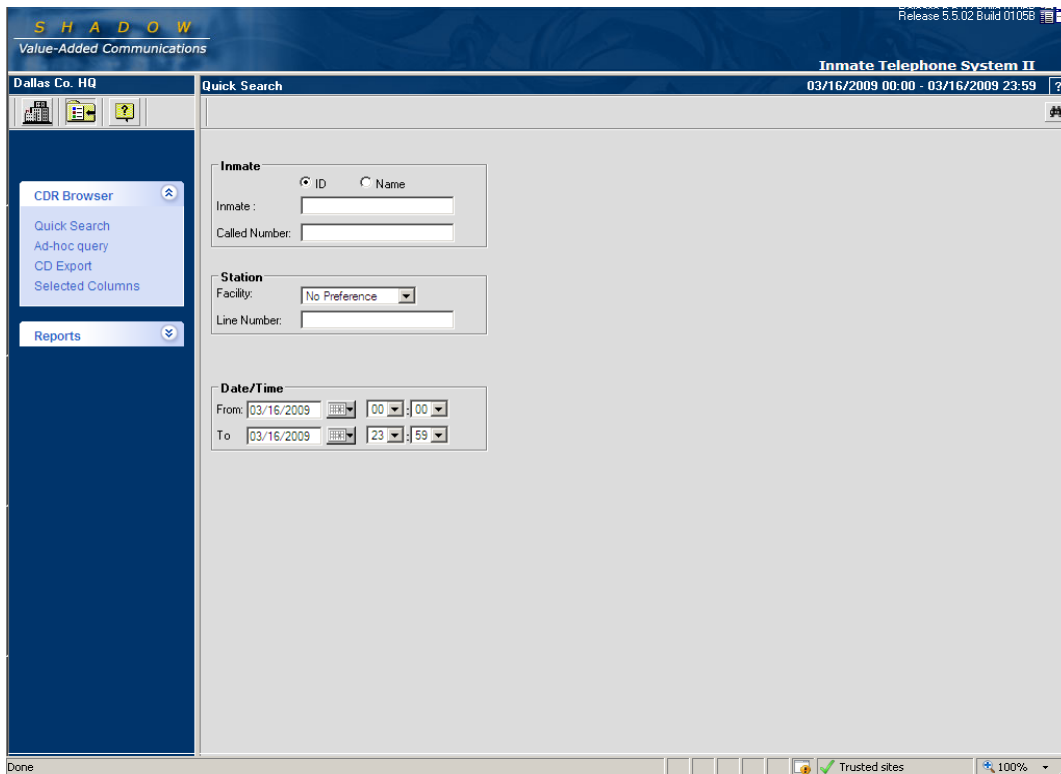 Release 5.5.02 Build 0105B
S H A D O W
Value-Added Communications
Inmate Telephone System II
Dallas Co. HQ
Quick Search
03/16/2009 00:00 - 03/16/2009 23:59
?
?
CDR Browser
Quick Search
Ad-hoc query
CD Export
Selected Columns
Reports
Inmate
ID Name
Inmate :
Called Number:
Station
Facility: No Preference
Line Number:
Date/Time
From: 03/16/2009 00 : 00
To 03/16/2009 23 : 59
Done
Trusted sites
100%